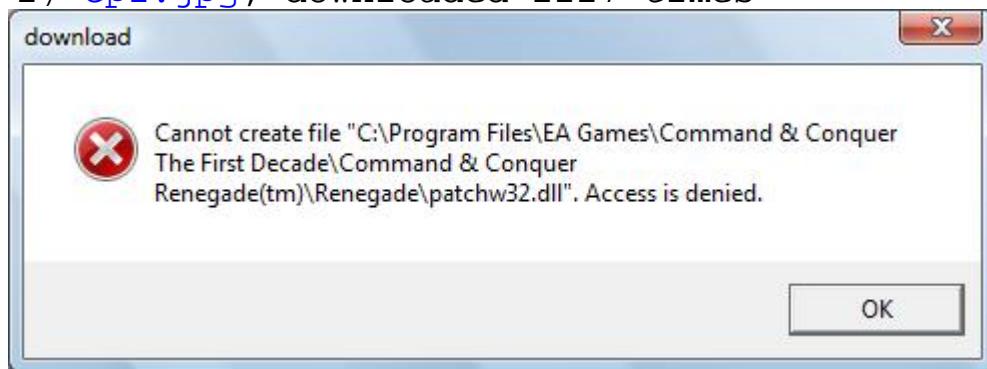 download
Cannot create file "C:\Program Files\EA Games\Command & Conquer
The First Decade\Command & Conquer
Renegade(tm)\Renegade\patchw32.dll". Access is denied.
OK